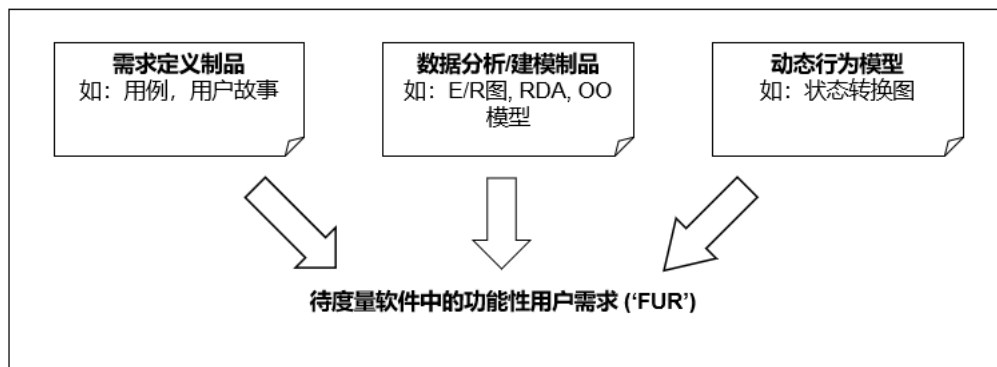 需求定义制品
如：用例，用户故事
数据分析/建模制品
如：E/R图, RDA, OO
模型
动态行为模型
如：状态转换图
待度量软件中的功能性用户需求 (‘FUR’)